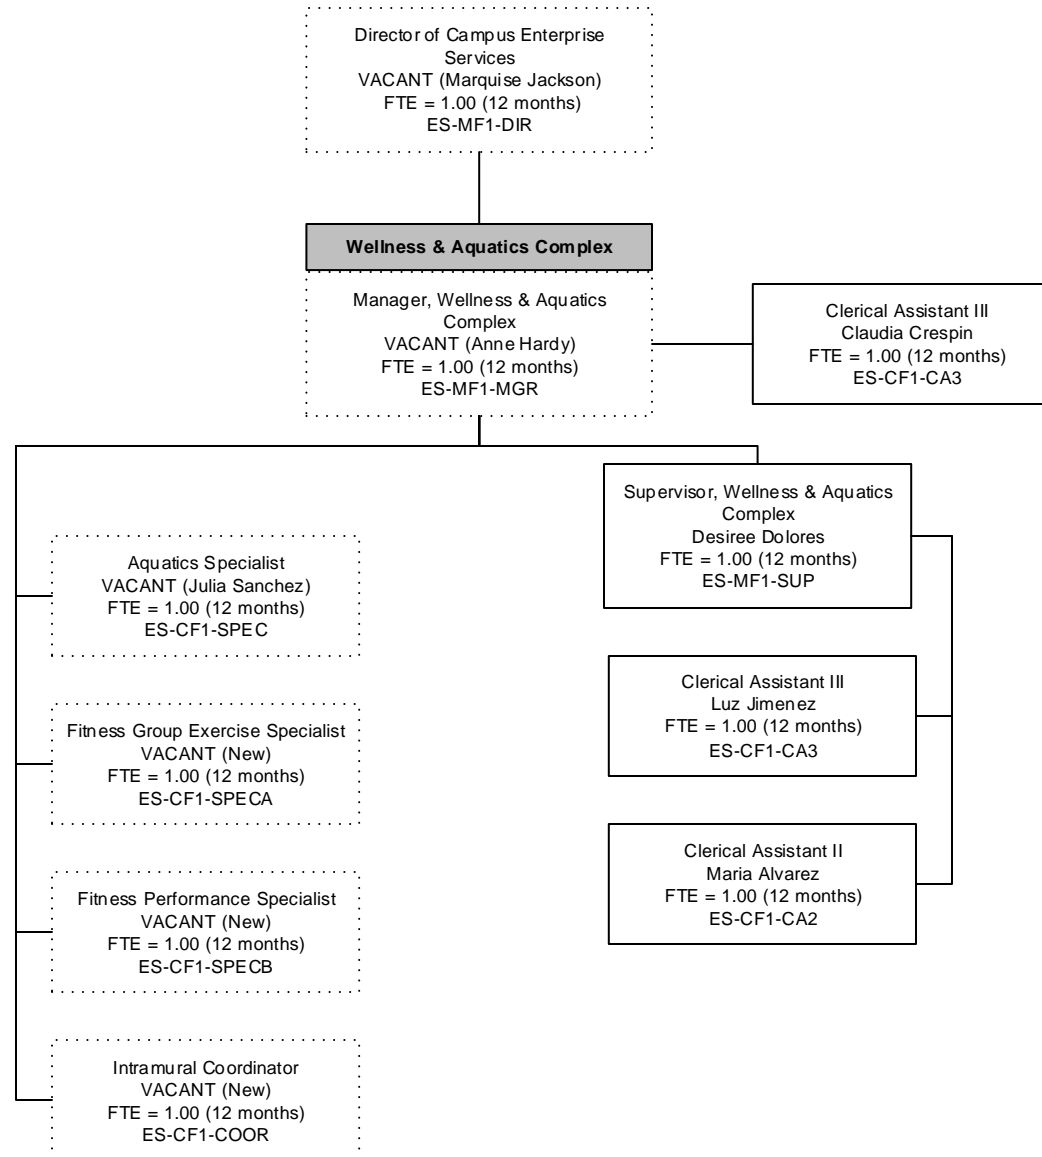 Director of Campus Enterprise
Services
VACANT (Marquise Jackson)
FTE = 1.00 (12 months)
ES-MF1-DIR
Wellness & Aquatics Complex
Manager, Wellness & Aquatics
Complex
VACANT (Anne Hardy)
FTE = 1.00 (12 months)
ES-MF1-MGR
Clerical Assistant III
Claudia Crespin
FTE = 1.00 (12 months)
ES-CF1-CA3
Supervisor, Wellness & Aquatics
Complex
Desiree Dolores
FTE = 1.00 (12 months)
ES-MF1-SUP
Aquatics Specialist
VACANT (Julia Sanchez)
FTE = 1.00 (12 months)
ES-CF1-SPEC
Clerical Assistant III
Luz Jimenez
FTE = 1.00 (12 months)
ES-CF1-CA3
Fitness Group Exercise Specialist
VACANT (New)
FTE = 1.00 (12 months)
ES-CF1-SPECA
Clerical Assistant II
Maria Alvarez
FTE = 1.00 (12 months)
ES-CF1-CA2
Fitness Performance Specialist
VACANT (New)
FTE = 1.00 (12 months)
ES-CF1-SPECB
Intramural Coordinator
VACANT (New)
FTE = 1.00 (12 months)
ES-CF1-COOR